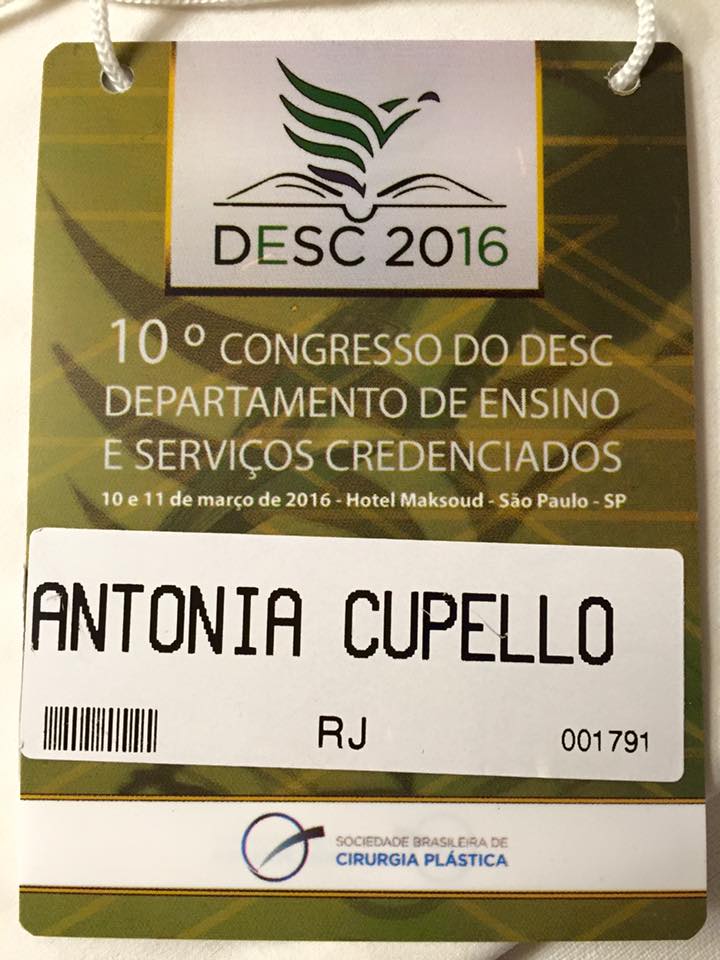 DESC 2016
10 º CONGRESSO DO DESC
DEPARTAMENTO DE ENSINO
E SERVIÇOS CREDENCIADOS
10 e 11 de março de 2016 - Hotel Maksoud - São Paulo - SP
ANTONIA CUPELLO
RJ 001791
SOCIEDADE BRASILEIRA DE
CIRURGIA PLÁSTICA